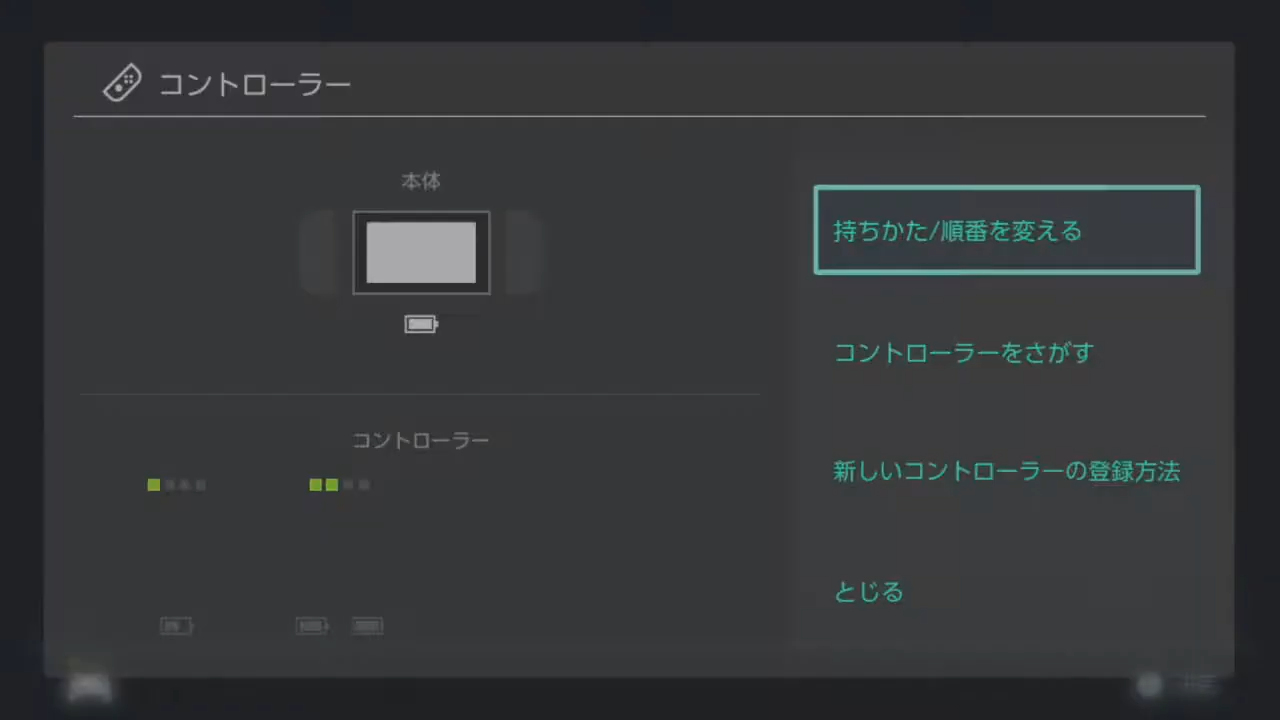 コントローラー
本体
コントローラー
持ちかた/順番を変える
コントローラーをさがす
新しいコントローラーの登録方法
とじる